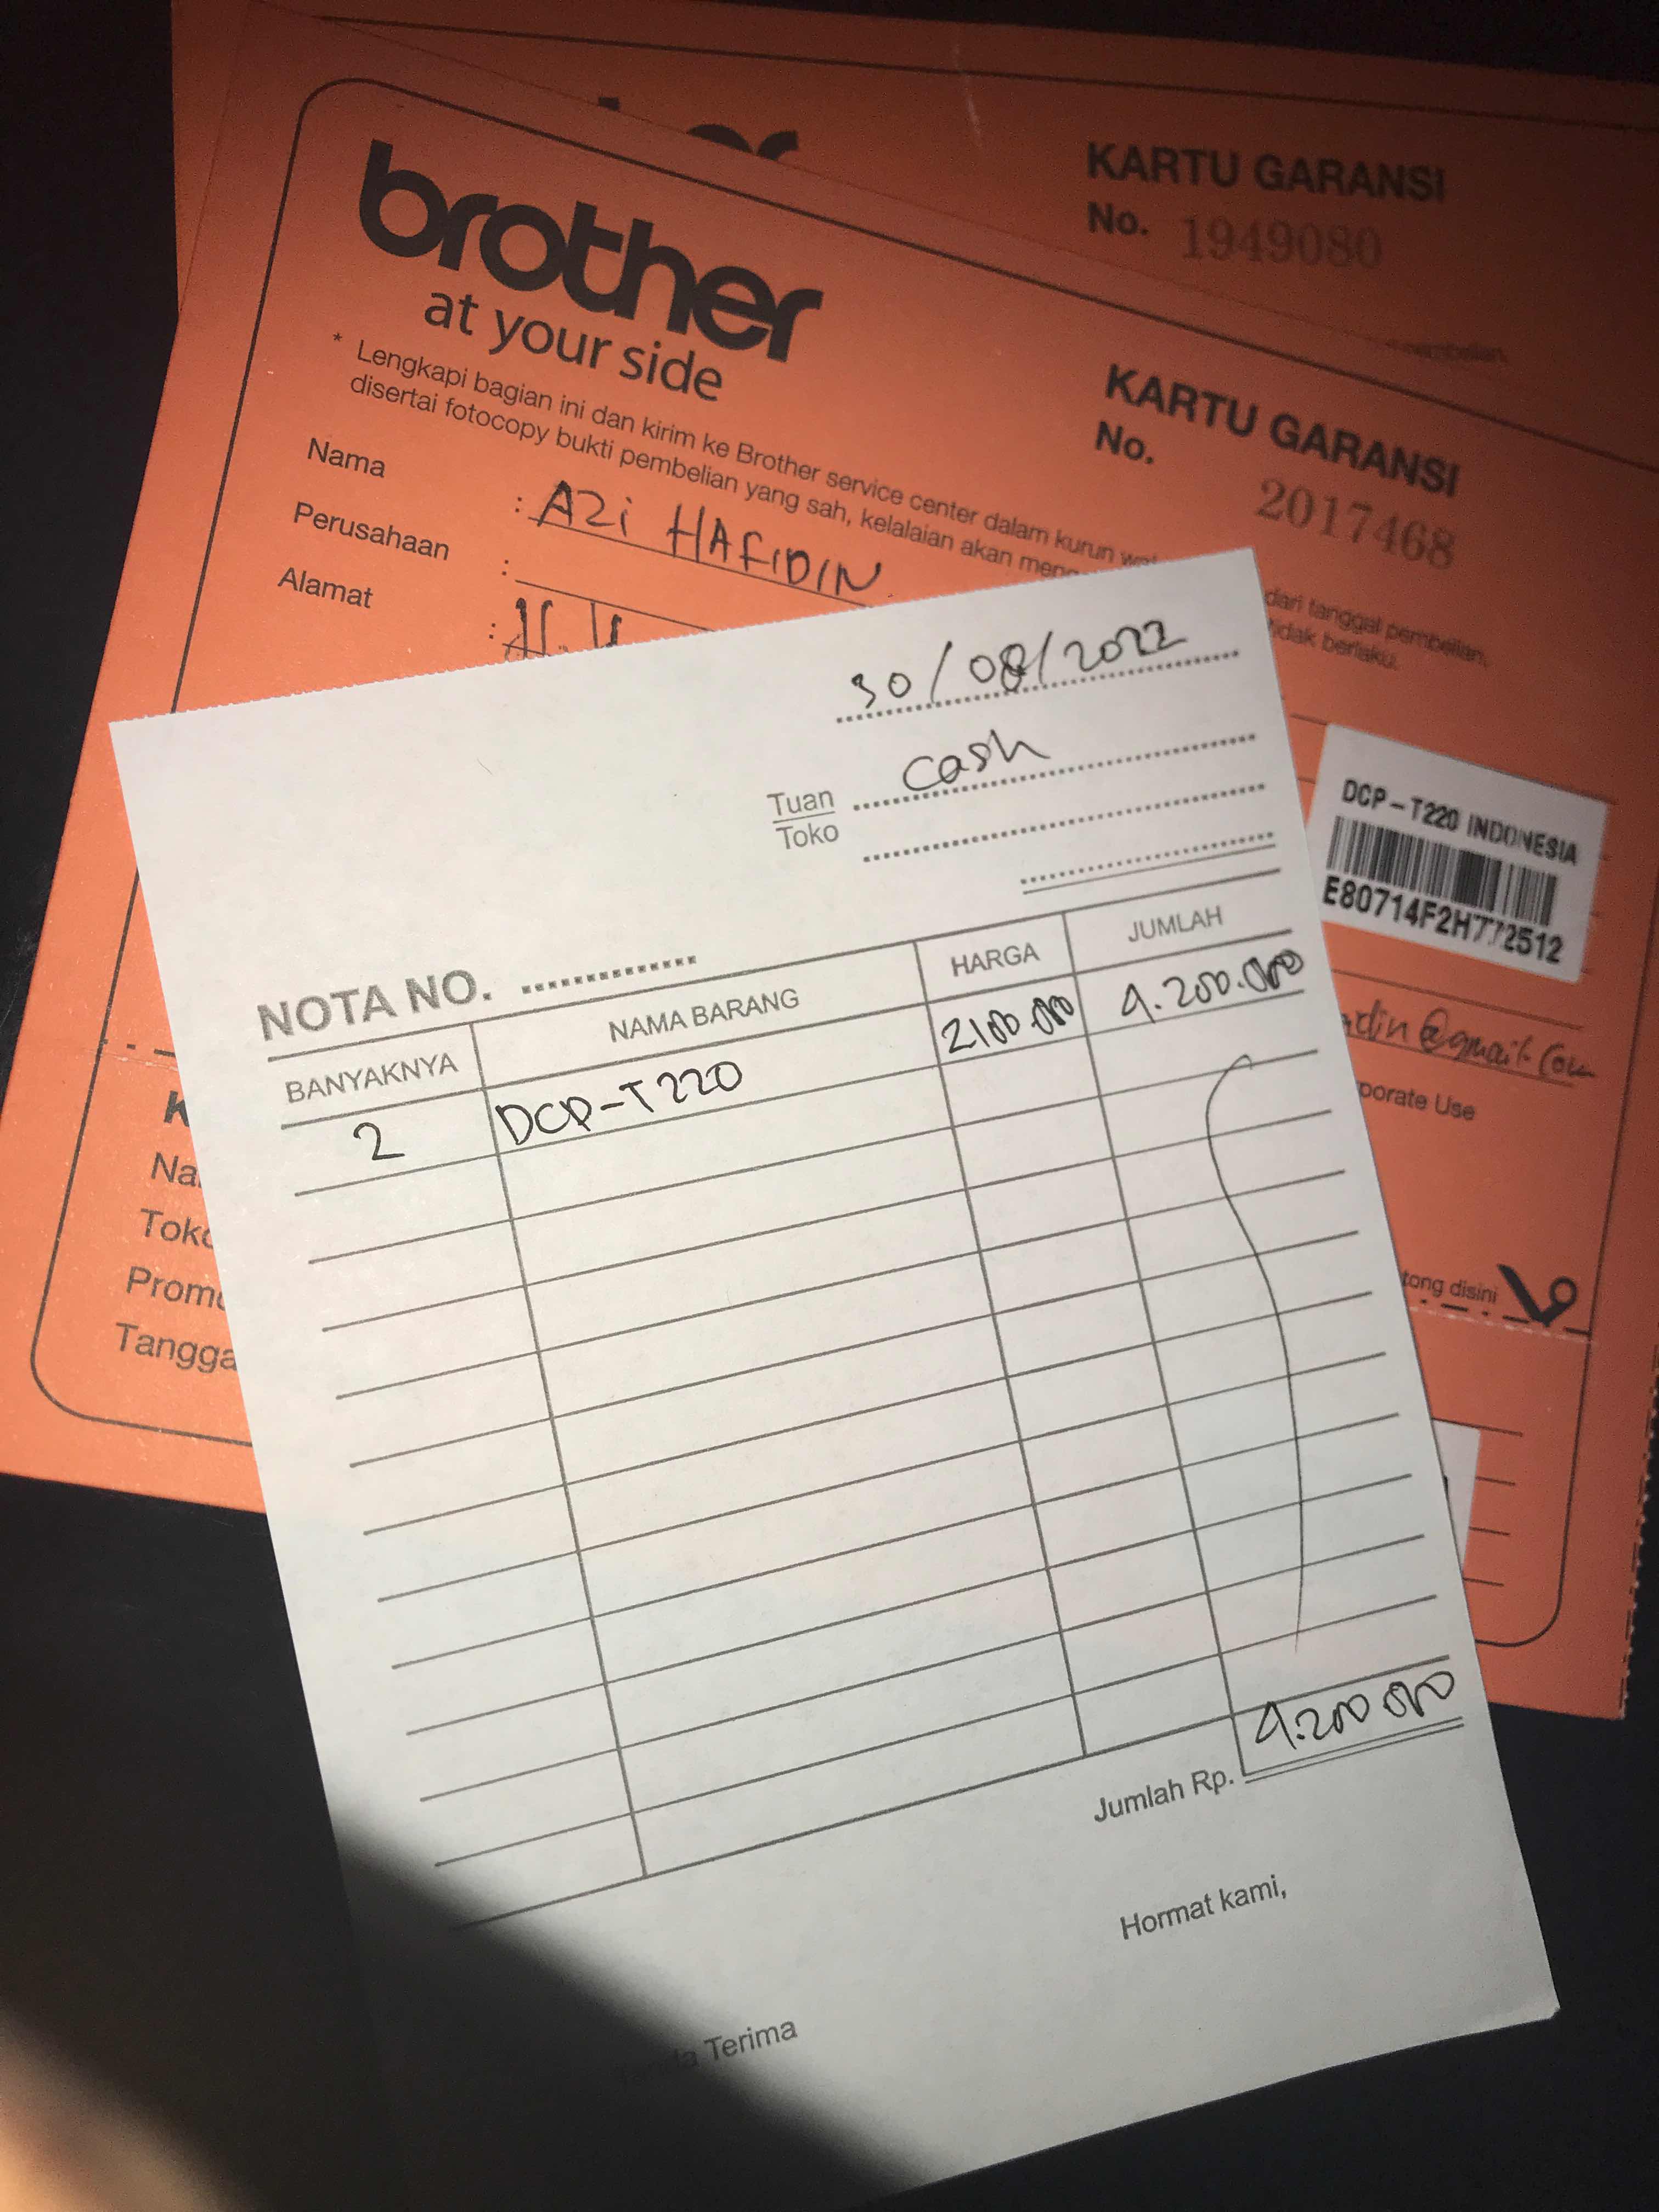 KARTU GARANSI
No. 1949080
brother
at your side
KARTU GARANSI
No. 2017468
* Lengkapi bagian ini dan kirim ke Brother service center dalam kurun
dari tanggal pembelian,
disertai fotocopy bukti pembelian yang sah, kelalaian akan
tidak berlaku.
Nama : AZi HAFIDIN
Perusahaan :
Alamat :
DCP-T220 INDONESIA
E80714F2H772512
@gmail.com
porate Use
tong disini
K
Na
Toko
Promo
Tangga
30/08/2022
Tuan cash
Toko
NOTA NO.
BANYAKNYA NAMA BARANG HARGA JUMLAH
2 DCP-T220 2100.000 4.200.000
Jumlah Rp. 4.200.000
Terima
Hormat kami,